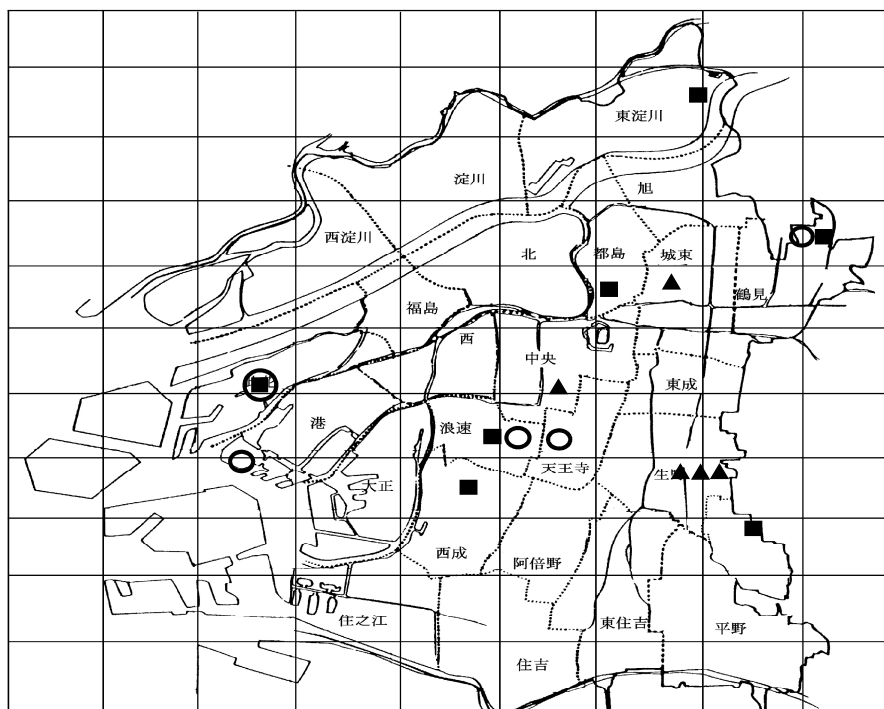 東淀川
淀川
旭
西淀川
北
都島
城東
鶴見
福島
西
中央
東成
港
浪速
天王寺
生野
大正
西成
阿倍野
住之江
東住吉
平野
住吉